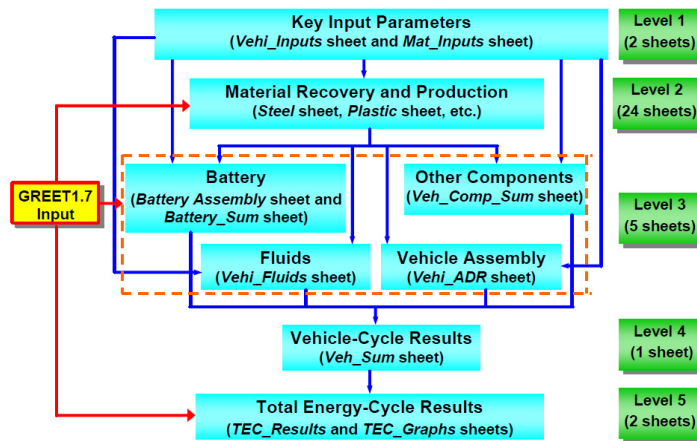 Key Input Parameters
(Vehi_Inputs sheet and Mat_Inputs sheet)
Level 1
(2 sheets)
Material Recovery and Production
(Steel sheet, Plastic sheet, etc.)
Level 2
(24 sheets)
GREET1.7
Input
Battery
(Battery Assembly sheet and
Battery_Sum sheet)
Other Components
(Veh_Comp_Sum sheet)
Level 3
(5 sheets)
Fluids
(Vehi_Fluids sheet)
Vehicle Assembly
(Vehi_ADR sheet)
Vehicle-Cycle Results
(Veh_Sum sheet)
Level 4
(1 sheet)
Total Energy-Cycle Results
(TEC_Results and TEC_Graphs sheets)
Level 5
(2 sheets)